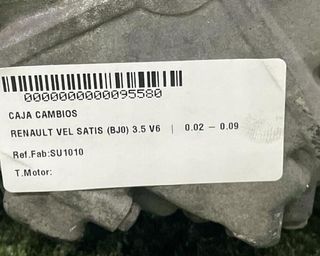 0000000000095580
CAJA CAMBIOS
RENAULT VEL SATIS (BJ0) 3.5 V6 | 0.02 – 0.09
Ref.Fab:SU1010
T.Motor: